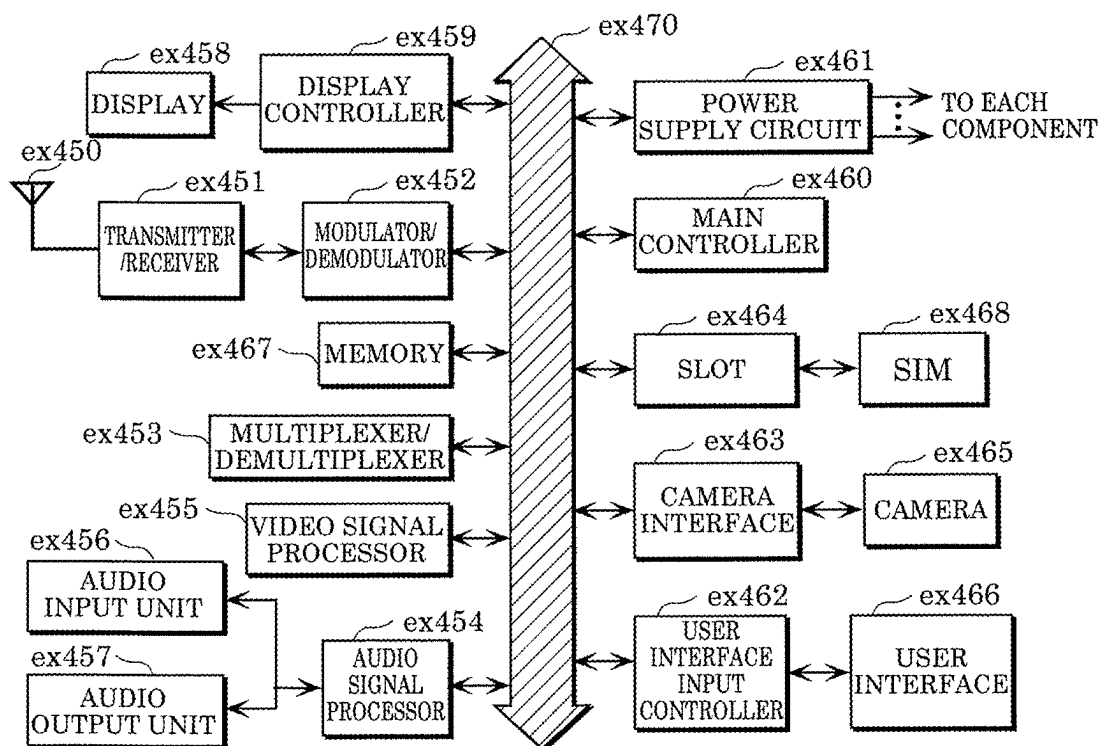 ex470
ex458
DISPLAY
ex459
DISPLAY
CONTROLLER
ex461
POWER
SUPPLY CIRCUIT
TO EACH
COMPONENT
ex450
ex451
TRANSMITTER
/RECEIVER
ex452
MODULATOR/
DEMODULATOR
ex460
MAIN
CONTROLLER
ex467
MEMORY
ex464
SLOT
ex468
SIM
ex453
MULTIPLEXER/
DEMULTIPLEXER
ex463
CAMERA
INTERFACE
ex465
CAMERA
ex455
VIDEO SIGNAL
PROCESSOR
ex456
AUDIO
INPUT UNIT
ex457
AUDIO
OUTPUT UNIT
ex454
AUDIO
SIGNAL
PROCESSOR
ex462
USER
INTERFACE
INPUT
CONTROLLER
ex466
USER
INTERFACE